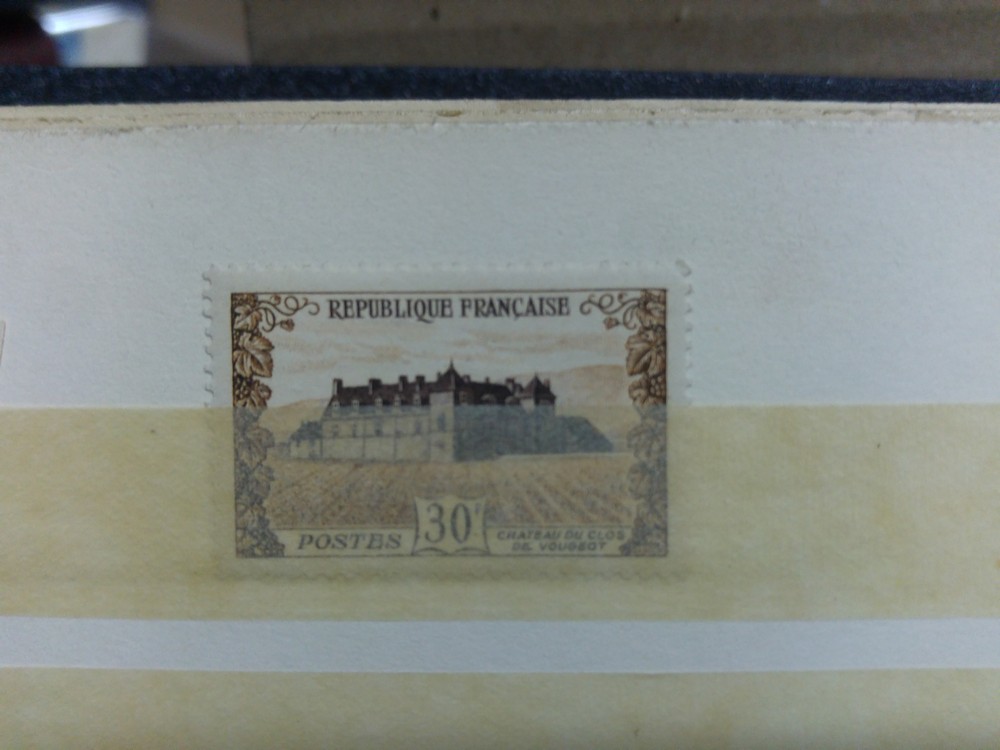 REPUBLIQUE FRANÇAISE
POSTES
30F
CHATEAU DU CLOS
DE VOUGEOT